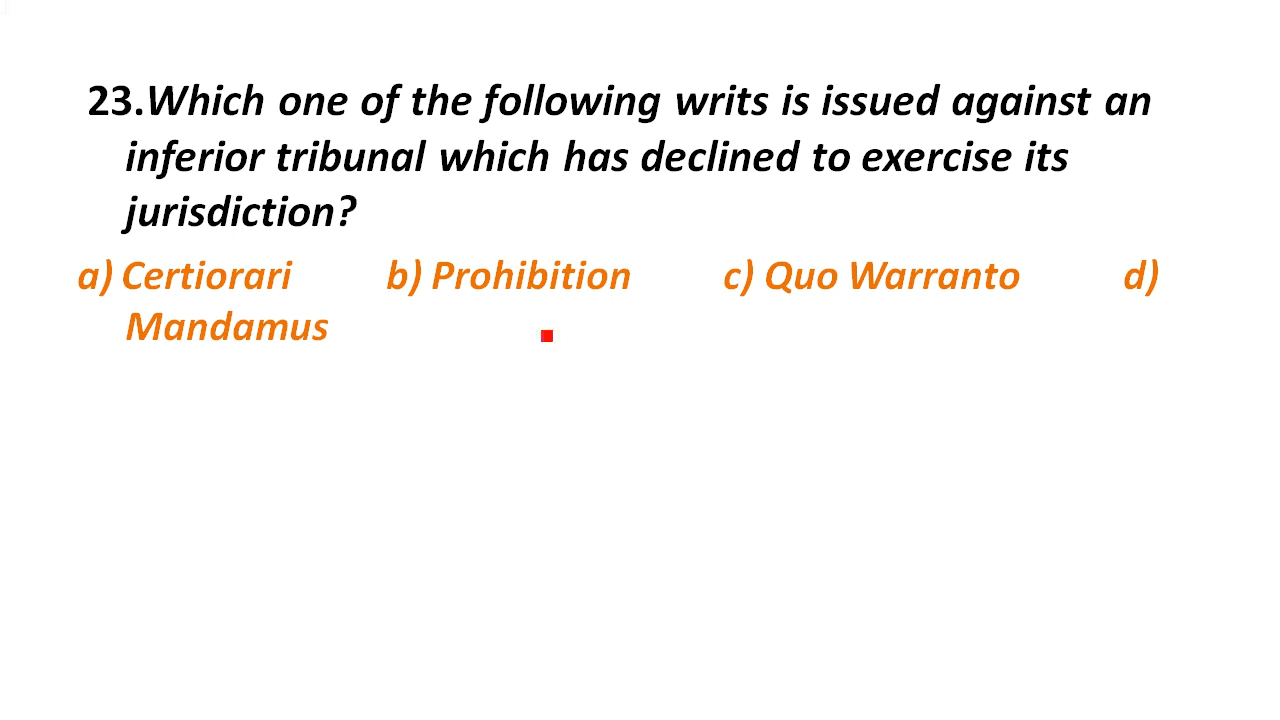 23.Which one of the following writs is issued against an
inferior tribunal which has declined to exercise its
jurisdiction?
a) Certiorari b) Prohibition c) Quo Warranto d)
Mandamus